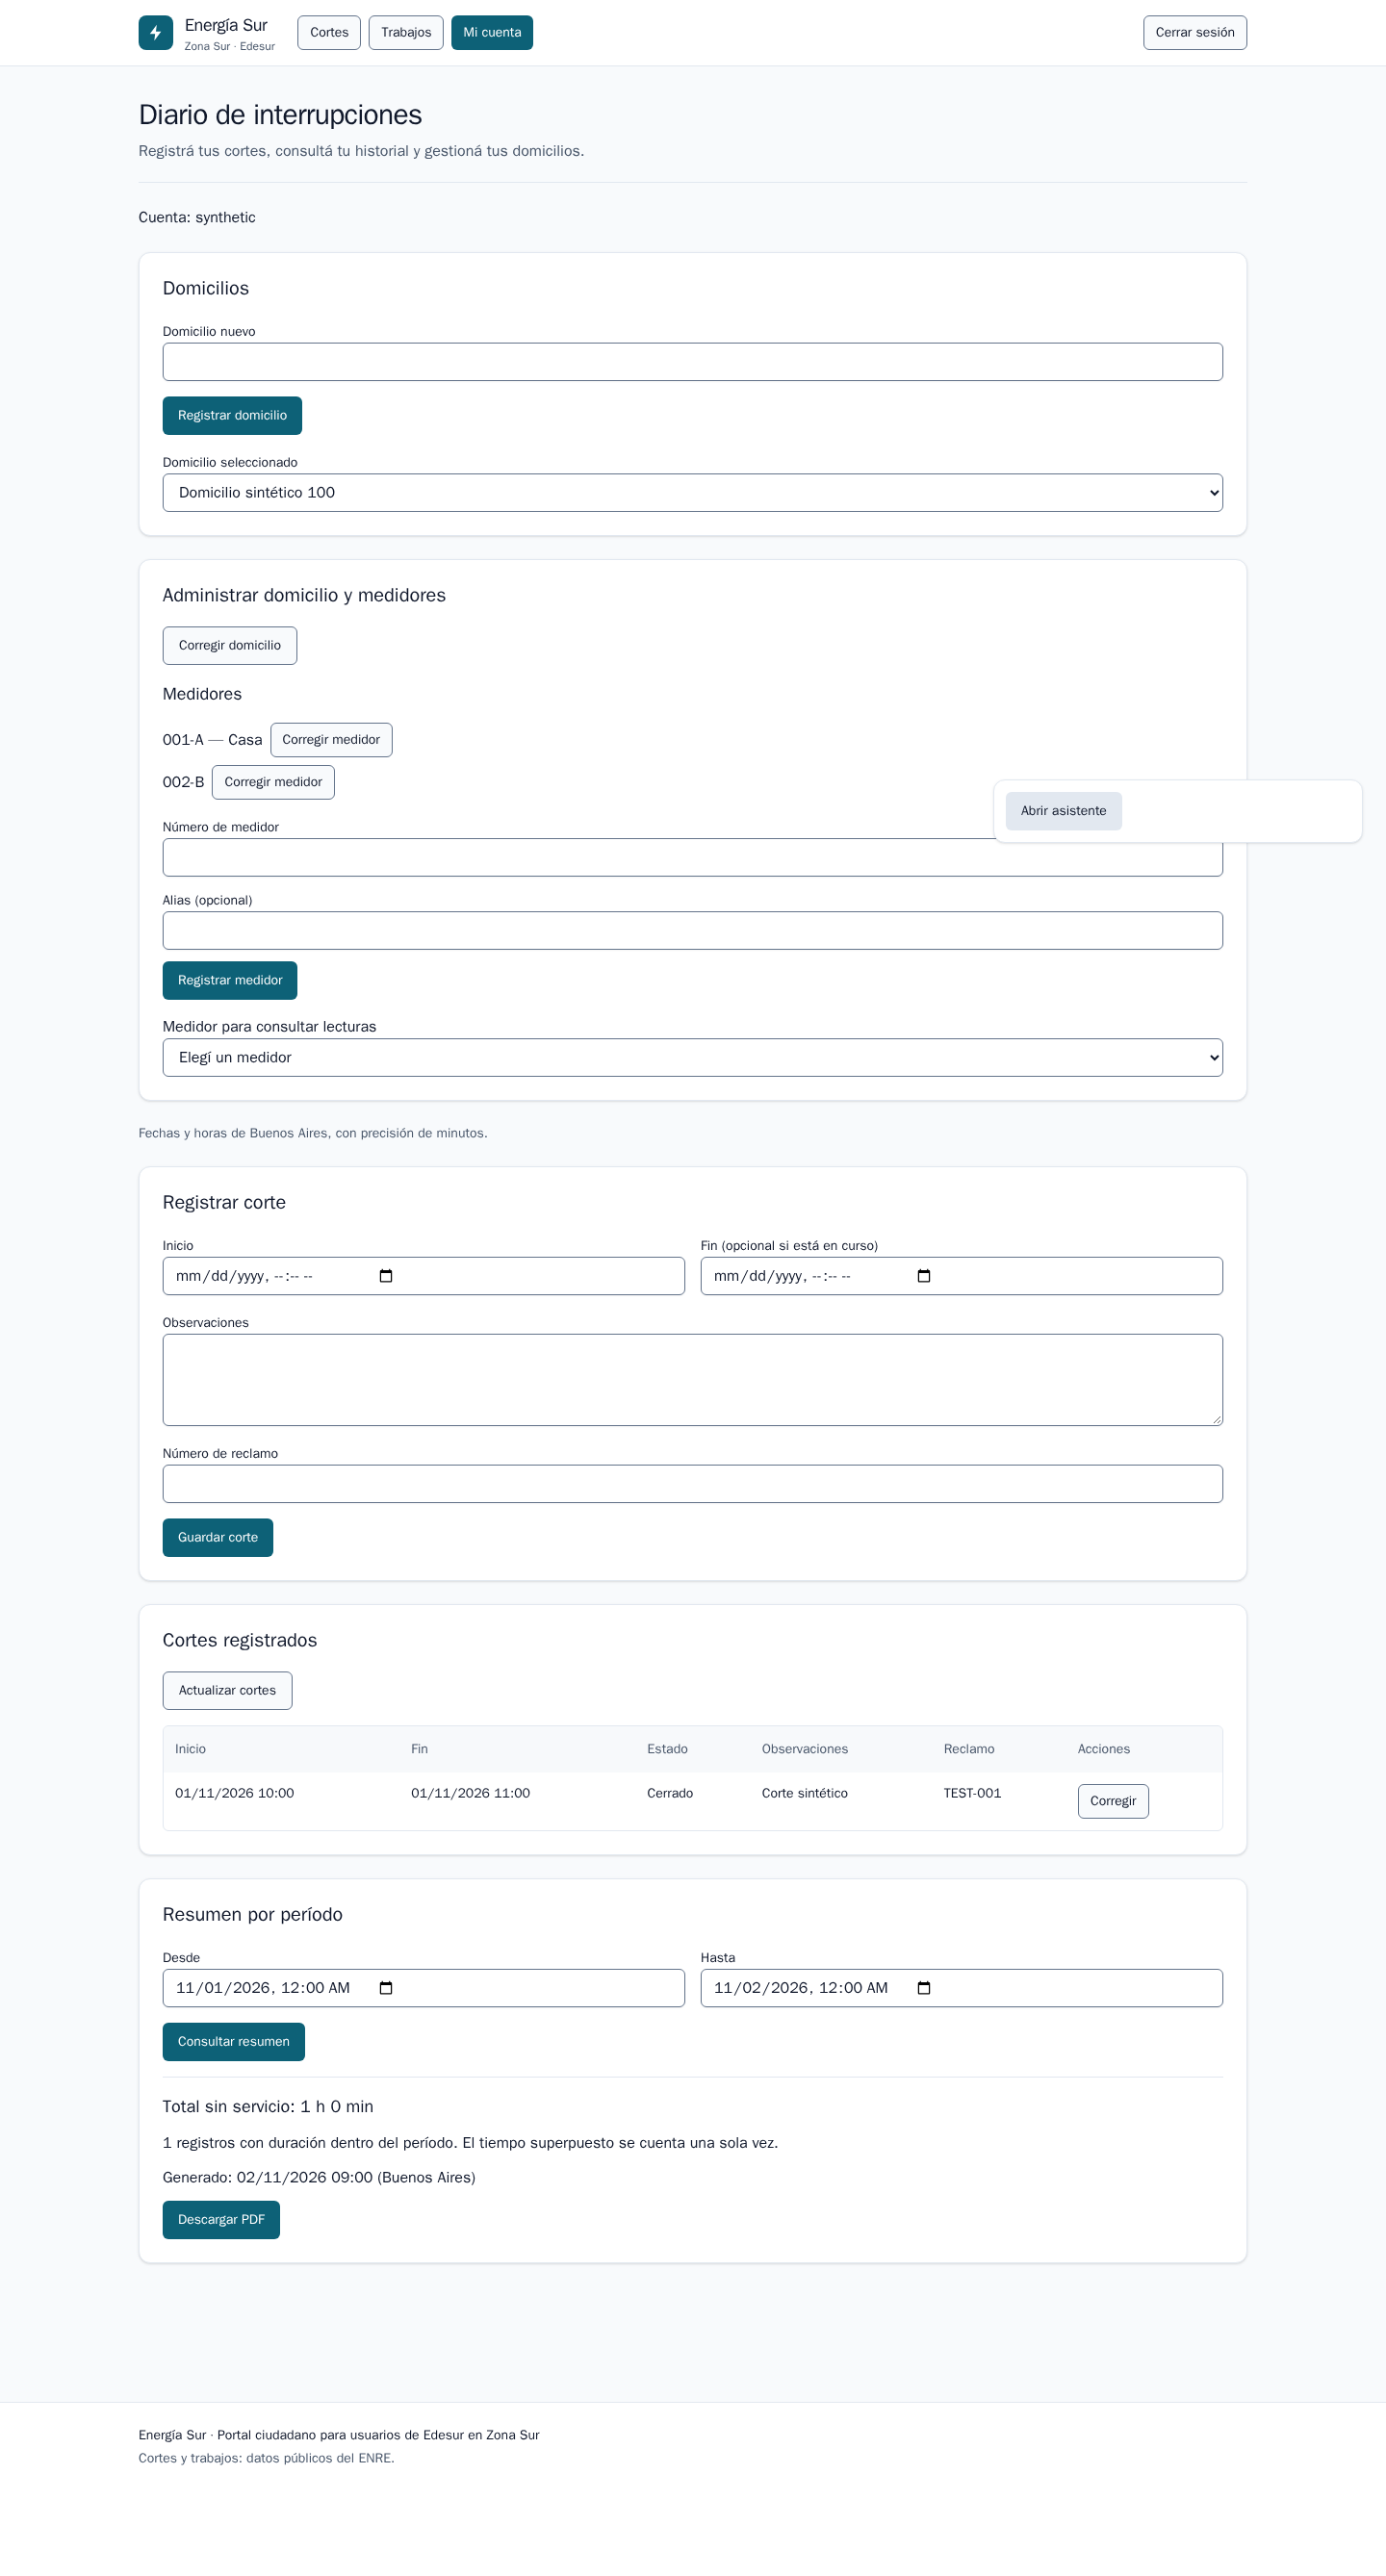 Energía Sur
Zona Sur · Edesur
Cortes
Trabajos
Mi cuenta
Cerrar sesión
Diario de interrupciones
Registrá tus cortes, consultá tu historial y gestioná tus domicilios.
Cuenta: synthetic
Domicilios
Domicilio nuevo
Registrar domicilio
Domicilio seleccionado
Domicilio sintético 100
Administrar domicilio y medidores
Corregir domicilio
Medidores
001-A — Casa Corregir medidor
002-B Corregir medidor
Abrir asistente
Número de medidor
Alias (opcional)
Registrar medidor
Medidor para consultar lecturas
Elegí un medidor
Fechas y horas de Buenos Aires, con precisión de minutos.
Registrar corte
Inicio Fin (opcional si está en curso)
mm/dd/yyyy, --:-- -- mm/dd/yyyy, --:-- --
Observaciones
Número de reclamo
Guardar corte
Cortes registrados
Actualizar cortes
Inicio Fin Estado Observaciones Reclamo Acciones
01/11/2026 10:00 01/11/2026 11:00 Cerrado Corte sintético TEST-001 Corregir
Resumen por período
Desde Hasta
11/01/2026, 12:00 AM 11/02/2026, 12:00 AM
Consultar resumen
Total sin servicio: 1 h 0 min
1 registros con duración dentro del período. El tiempo superpuesto se cuenta una sola vez.
Generado: 02/11/2026 09:00 (Buenos Aires)
Descargar PDF
Energía Sur · Portal ciudadano para usuarios de Edesur en Zona Sur
Cortes y trabajos: datos públicos del ENRE.